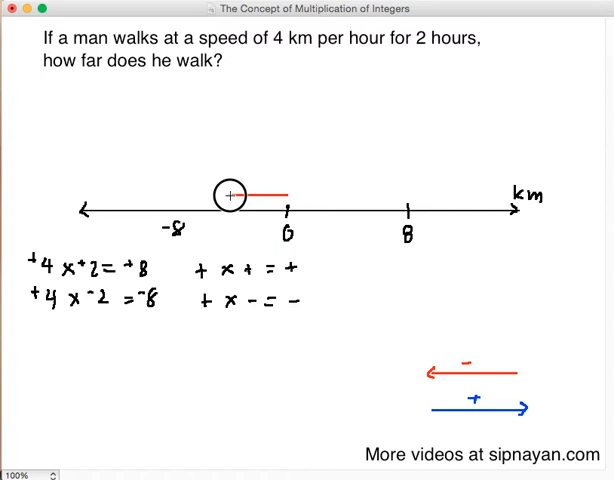 The Concept of Multiplication of Integers
If a man walks at a speed of 4 km per hour for 2 hours,
how far does he walk?
km
-8 0 8
+4 x +2 = +8 + x + = +
+4 x -2 = -8 + x - = -
-
+
More videos at sipnayan.com
100%